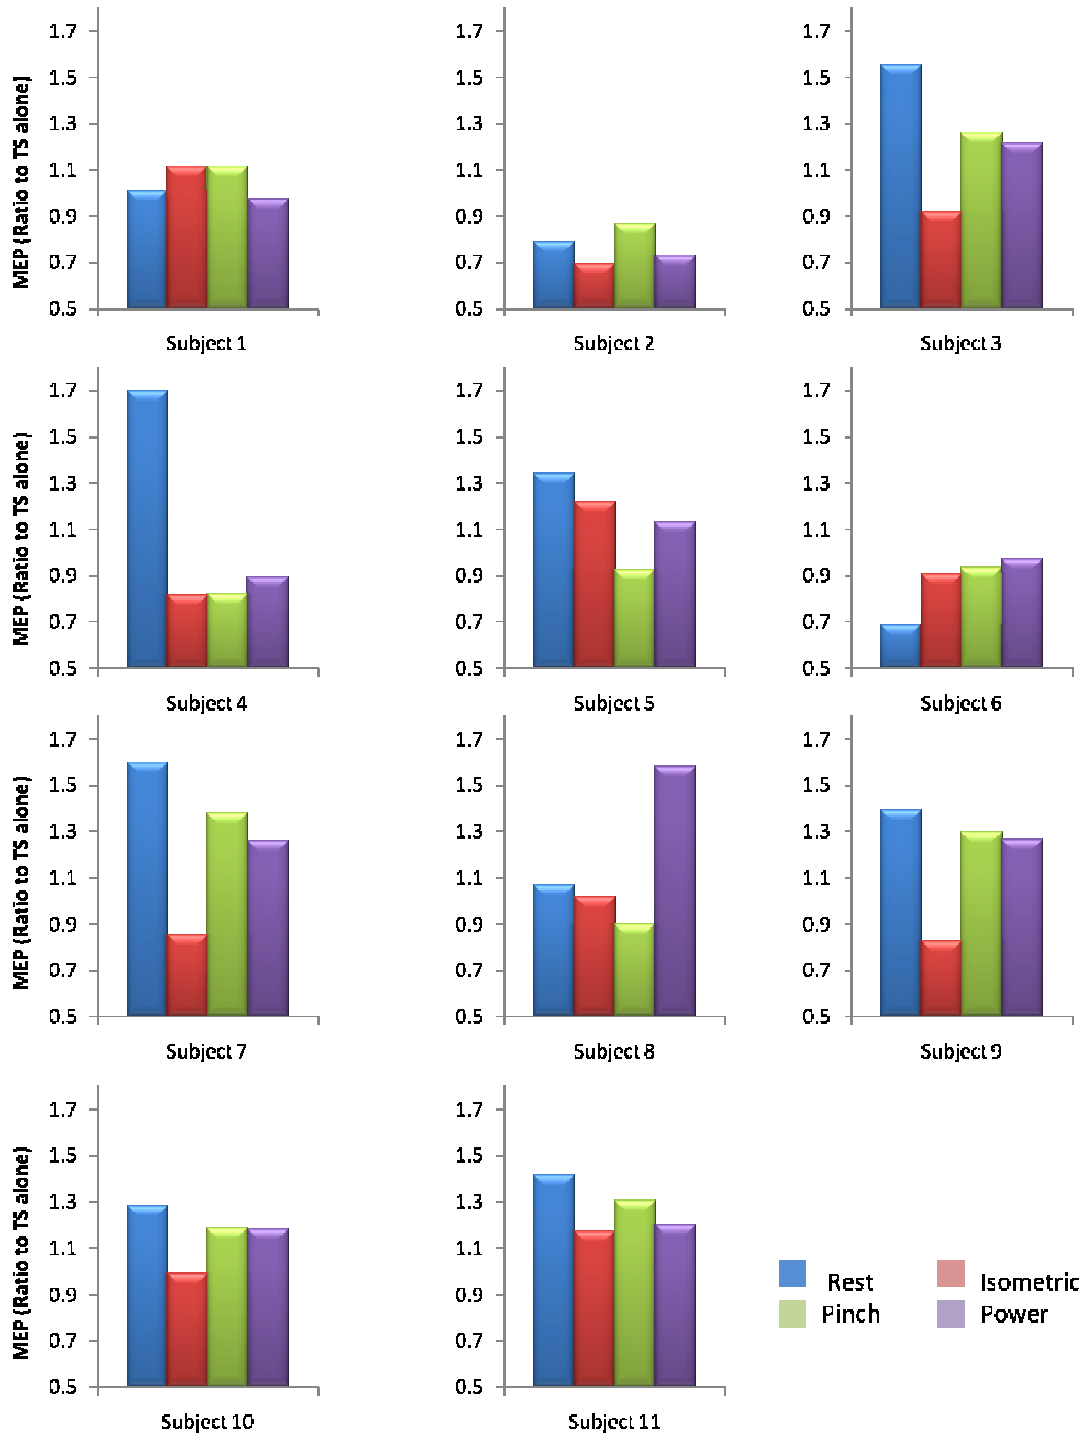 1.7 1.7 1.7
1.5 1.5 1.5
1.3 1.3 1.3
1.1 1.1 1.1
0.9 0.9 0.9
0.7 0.7 0.7
0.5 0.5 0.5
MEP (Ratio to TS alone)
Subject 1 Subject 2 Subject 3
1.7 1.7 1.7
1.5 1.5 1.5
1.3 1.3 1.3
1.1 1.1 1.1
0.9 0.9 0.9
0.7 0.7 0.7
0.5 0.5 0.5
MEP (Ratio to TS alone)
Subject 4 Subject 5 Subject 6
1.7 1.7 1.7
1.5 1.5 1.5
1.3 1.3 1.3
1.1 1.1 1.1
0.9 0.9 0.9
0.7 0.7 0.7
0.5 0.5 0.5
MEP (Ratio to TS alone)
Subject 7 Subject 8 Subject 9
1.7 1.7
1.5 1.5
1.3 1.3
1.1 1.1
0.9 0.9
0.7 0.7
0.5 0.5
MEP (Ratio to TS alone)
Subject 10 Subject 11
Rest Isometric
Pinch Power